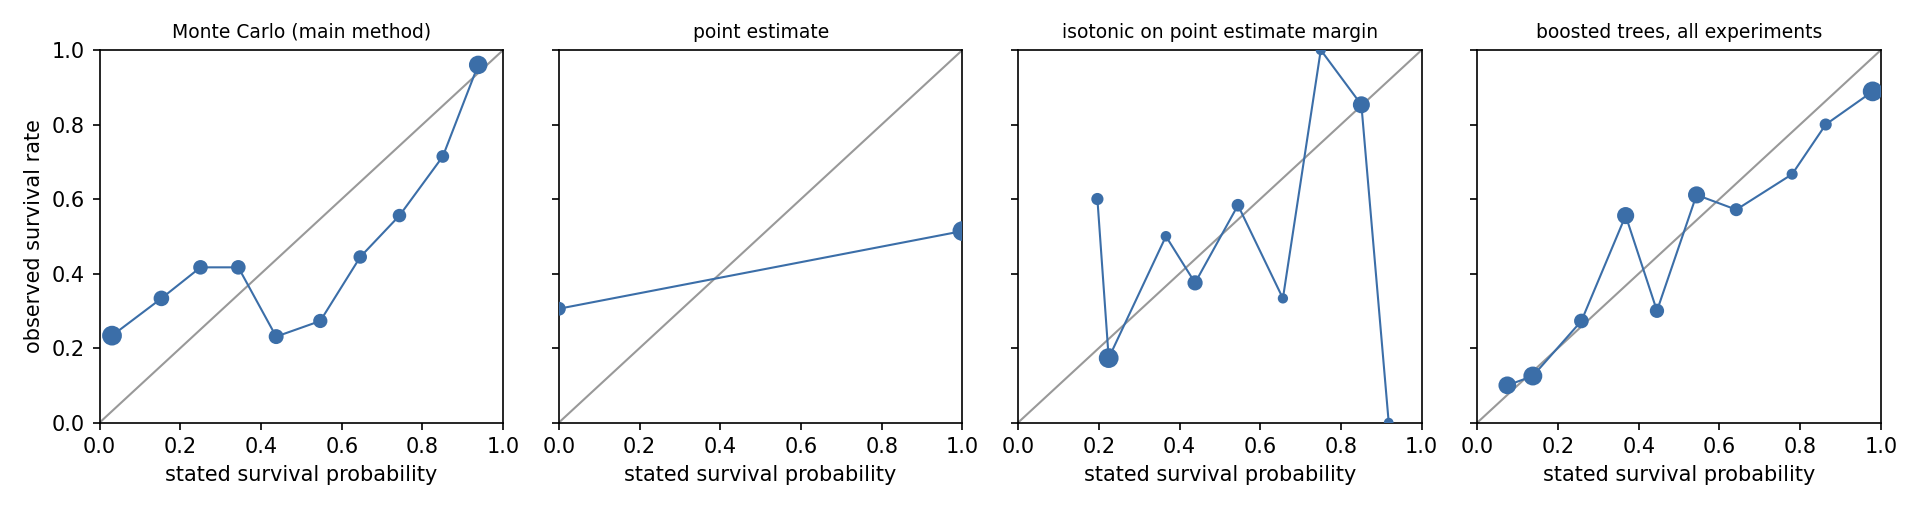 Monte Carlo (main method)
point estimate
isotonic on point estimate margin
boosted trees, all experiments
observed survival rate
1.0
0.8
0.6
0.4
0.2
0.0
0.0 0.2 0.4 0.6 0.8 1.0
0.0 0.2 0.4 0.6 0.8 1.0
0.0 0.2 0.4 0.6 0.8 1.0
0.0 0.2 0.4 0.6 0.8 1.0
stated survival probability
stated survival probability
stated survival probability
stated survival probability